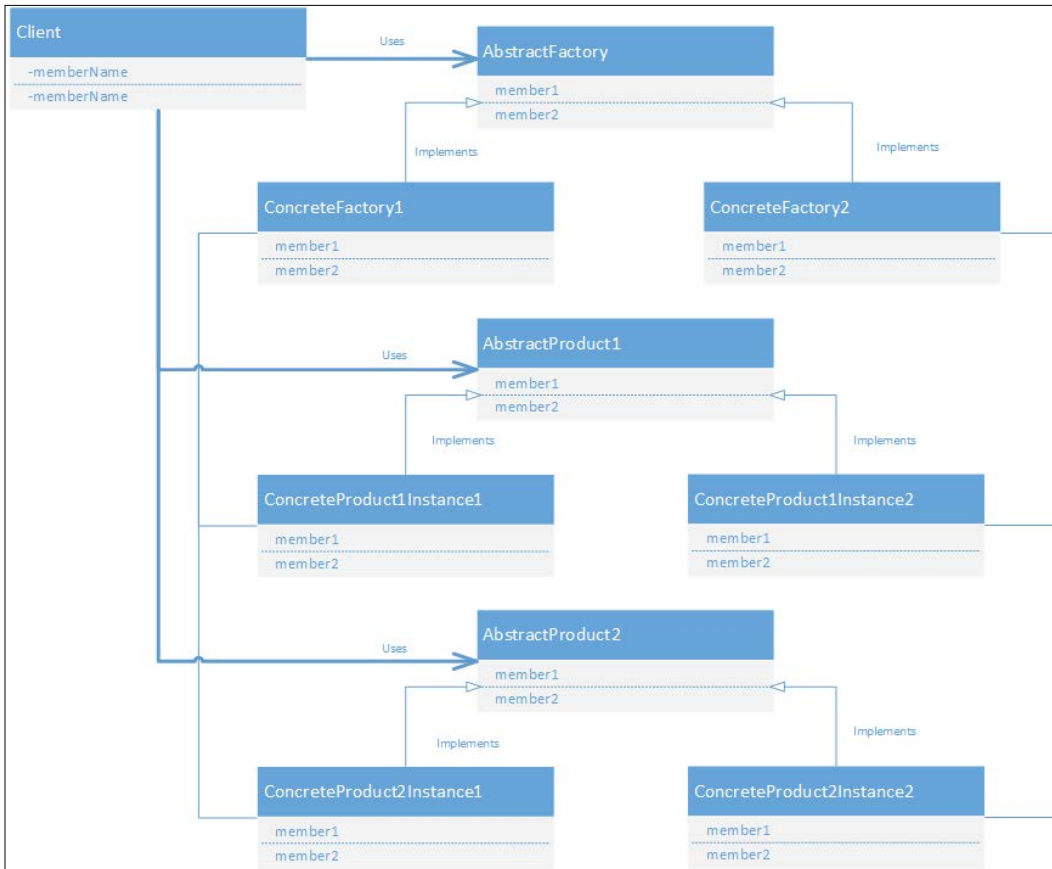 Client
-memberName
-memberName
Uses
AbstractFactory
member1
member2
Implements
Implements
ConcreteFactory1
member1
member2
ConcreteFactory2
member1
member2
Uses
AbstractProduct1
member1
member2
Implements
Implements
ConcreteProduct1Instance1
member1
member2
ConcreteProduct1Instance2
member1
member2
Uses
AbstractProduct2
member1
member2
Implements
Implements
ConcreteProduct2Instance1
member1
member2
ConcreteProduct2Instance2
member1
member2